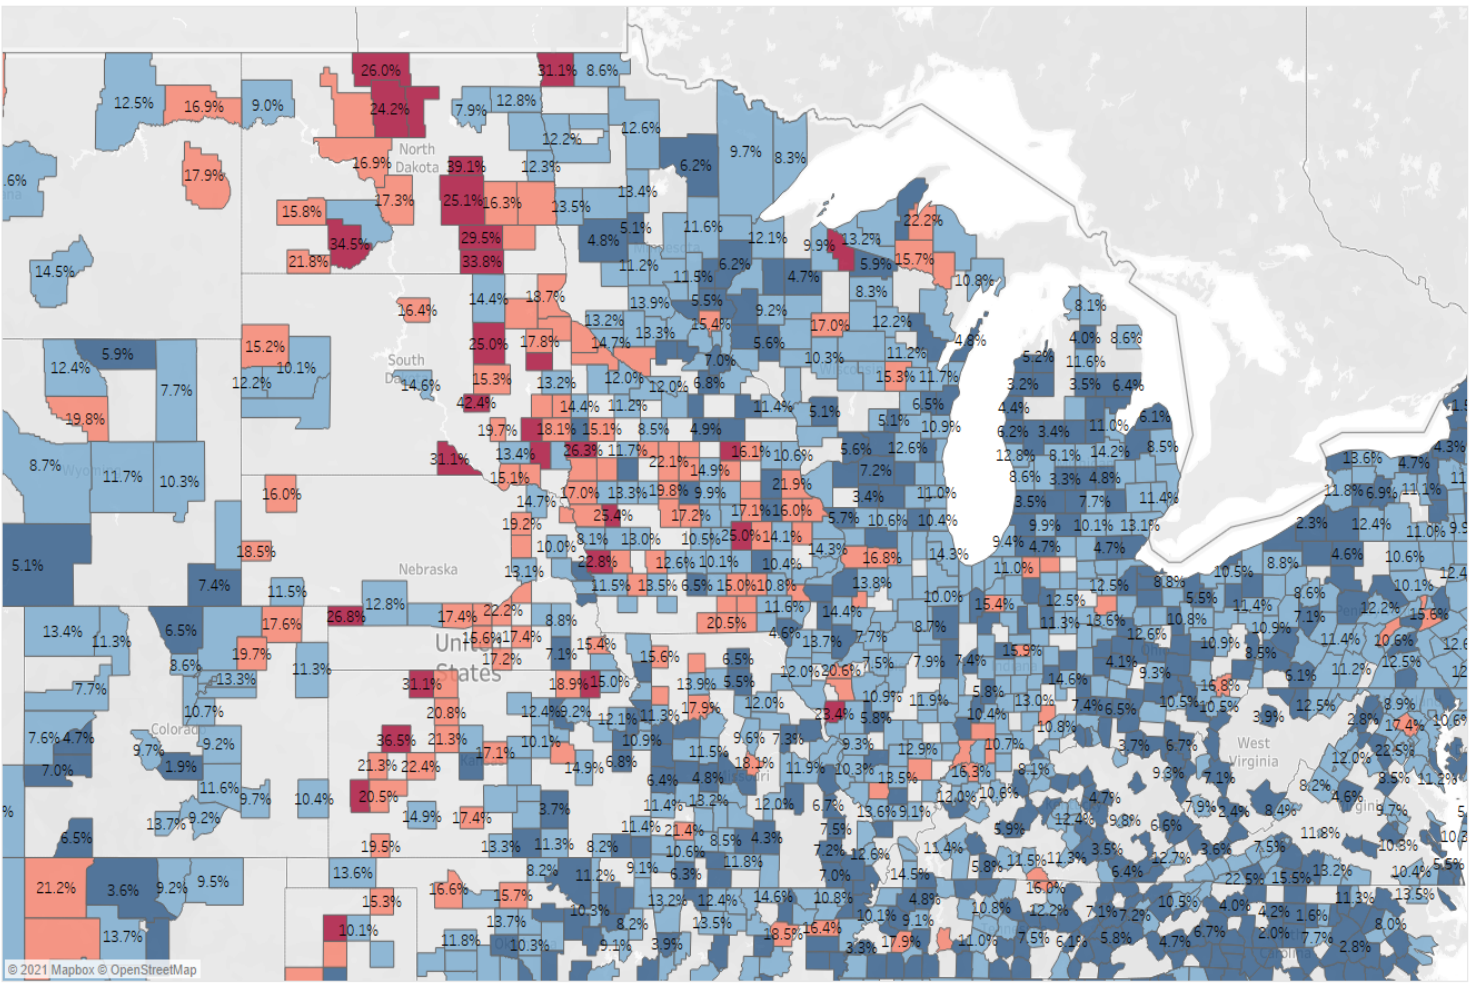 26.0% 31.1% 8.6%
12.5% 16.9% 9.0% 24.2% 7.9% 12.8%
12.2% 12.6%
North
Dakota
16.9% 39.1% 12.3% 6.2% 9.7% 8.3%
.6% 17.9% 17.3% 25.1% 16.3% 13.5% 13.4%
15.8% 34.5% 29.5% 4.8% 5.1% 11.6% 12.1% 9.9% 13.2% 22.2%
14.5% 21.8% 33.8% 11.2% 11.5% 6.2% 4.7% 5.9% 15.7% 10.8%
16.4% 14.4% 18.7% 13.9% 5.5% 9.2% 8.3% 8.1%
13.2% 13.3% 15.4% 17.0% 12.2% 4.0% 8.6%
12.4% 5.9% 15.2% 25.0% 17.8% 14.7% 7.0% 5.6% 10.3% 11.2% 4.8% 5.2% 11.6%
South
7.7% 12.2% 10.1% 14.6% 15.3% 13.2% 12.0% 12.0% 6.8% 15.3% 11.7% 3.2% 3.5% 6.4%
19.8% 42.4% 14.4% 11.2% 11.4% 5.1% 5.1% 6.5% 4.4% 6.1%
19.7% 18.1% 15.1% 8.5% 4.9% 10.9% 6.2% 3.4% 11.0%
8.7% 11.7% 10.3% 31.1% 13.4% 26.3% 11.7% 22.1% 14.9% 16.1% 10.6% 5.6% 12.6% 12.8% 8.1% 14.2% 8.5% 4.3%
Wyoming
16.0% 15.1% 14.7% 17.0% 13.3% 19.8% 9.9% 21.9% 7.2% 3.4% 11.0% 8.6% 3.3% 4.8% 11.4% 13.6% 4.7%
19.2% 25.4% 17.2% 17.1% 16.0% 5.7% 10.6% 10.4% 3.5% 7.7% 11.8% 6.9% 11.1%
5.1% 18.5% 10.0% 8.1% 13.0% 10.5% 25.0% 14.1% 14.3% 16.8% 14.3% 9.9% 10.1% 13.1% 2.3% 12.4% 11.0%
Nebraska
7.4% 11.5% 13.1% 22.8% 12.6% 10.1% 10.4% 13.8% 9.4% 4.7% 4.7% 4.6% 10.6%
12.8% 11.5% 13.5% 6.5% 15.0% 10.8% 10.0% 11.0% 12.5% 8.8% 10.5% 8.8% 10.1%
13.4% 11.3% 6.5% 17.6% 26.8% 17.4% 22.2% 8.8% 20.5% 11.6% 14.4% 8.7% 15.4% 12.5% 5.5% 11.4% 8.6% 12.2% 15.6%
United
States
8.6% 19.7% 15.6% 17.4% 17.2% 7.1% 15.4% 4.6% 13.7% 7.7% 11.3% 13.6% 12.6% 10.8% 10.9% 10.9% 7.1% 11.4% 10.6%
7.7% 13.3% 11.3% 31.1% 18.9% 15.0% 15.6% 6.5% 5.5% 13.9% 12.0% 20.6% 7.5% 7.9% 7.4% 15.9% 4.1% 9.3% 8.5% 6.1% 11.2% 12.5%
10.7% 20.8% 12.4% 9.2% 12.1% 11.3% 17.9% 12.0% 23.4% 10.9% 5.8% 11.9% 5.8% 10.4% 13.0% 14.6% 7.4% 6.5% 10.5% 16.8% 10.5% 3.9% 12.5% 2.8% 8.9% 17.4% 10.6%
Colorado
7.6% 4.7% 9.7% 9.2% 36.5% 21.3% 17.1% 10.1% 10.9% 11.5% 9.6% 7.3% 9.3% 12.9% 10.7% 10.8% 3.7% 6.7% 12.0% 22.5%
West
Virginia
7.0% 1.9% 21.3% 22.4% 14.9% 6.8% 6.4% 4.8% 18.1% 11.9% 10.3% 13.5% 16.3% 8.1% 9.3% 7.1% 8.2% 8.5% 11.2%
11.6% 9.7% 10.4% 20.5% 3.7% 11.4% 13.2% 12.0% 6.7% 13.6% 9.1% 12.0% 10.6% 4.7% 7.9% 2.4% 8.4% 4.6% 9.7%
6.5% 13.7% 9.2% 14.9% 17.4% 11.4% 21.4% 8.5% 4.3% 7.5% 5.9% 12.4% 9.8% 6.6% 11.8%
19.5% 13.3% 11.3% 8.2% 10.6% 11.8% 7.2% 12.6% 11.4% 11.5% 11.3% 3.5% 12.7% 3.6% 7.5% 10.3%
21.2% 3.6% 9.2% 9.5% 13.6% 8.2% 11.2% 9.1% 6.3% 7.0% 14.5% 5.8% 6.4% 22.5% 15.5% 13.2% 10.4% 5.5%
15.3% 16.6% 15.7% 10.3% 13.2% 12.4% 14.6% 10.8% 4.8% 16.0% 10.5% 4.0% 11.3% 13.5%
13.7% 10.1% 13.7% 8.2% 13.5% 18.5% 16.4% 10.1% 9.1% 10.8% 12.2% 7.1% 7.2% 6.7% 4.2% 1.6% 8.0%
11.8% 10.3% 9.1% 3.9% 3.3% 17.9% 11.0% 7.5% 6.1% 5.8% 4.7% 2.0% 7.7% 2.8%
Carolina
© 2021 Mapbox © OpenStreetMap